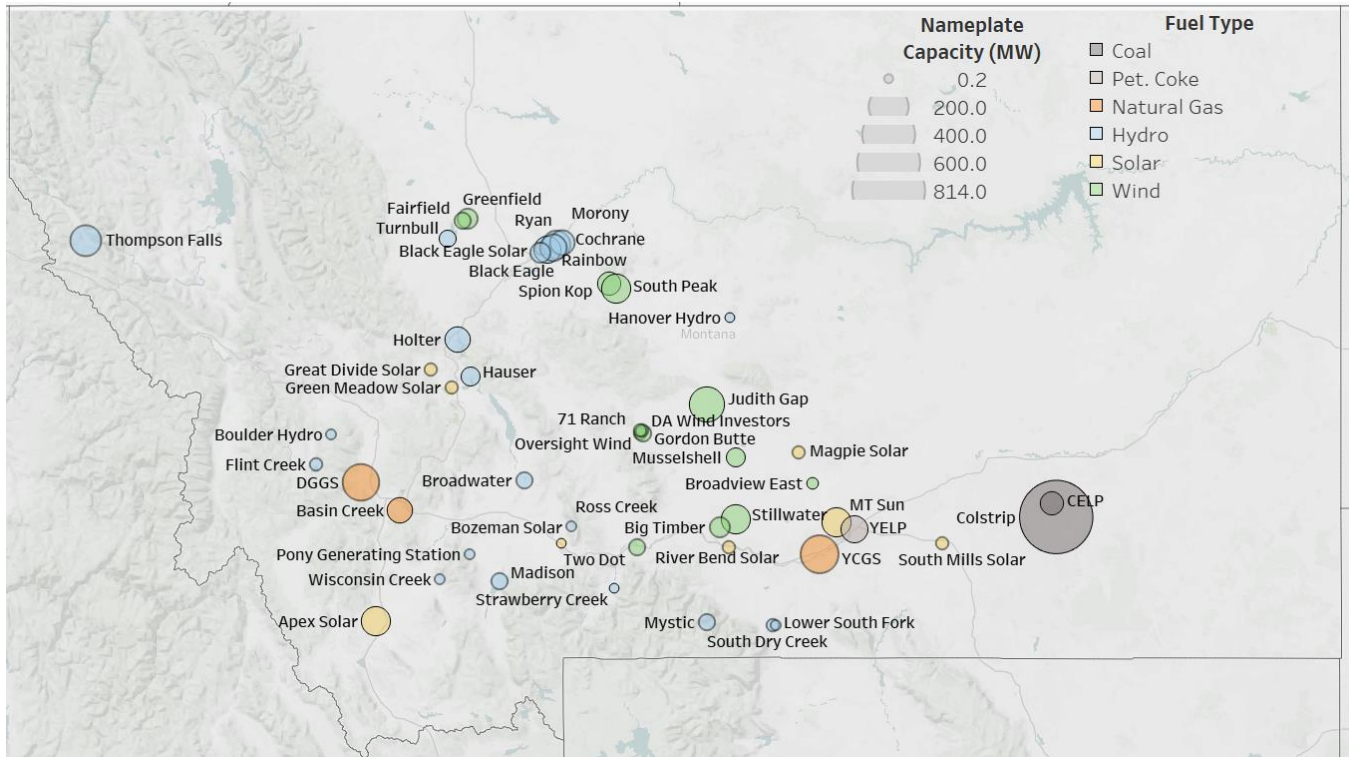 Nameplate
Capacity (MW)
0.2
200.0
400.0
600.0
814.0
Fuel Type
Coal
Pet. Coke
Natural Gas
Hydro
Solar
Wind
Greenfield
Fairfield
Turnbull
Ryan
Morony
Thompson Falls
Black Eagle Solar
Cochrane
Black Eagle
Rainbow
Spion Kop
South Peak
Hanover Hydro
Montana
Holter
Great Divide Solar
Hauser
Green Meadow Solar
Judith Gap
71 Ranch
DA Wind Investors
Oversight Wind
Gordon Butte
Boulder Hydro
Musselshell
Magpie Solar
Flint Creek
DGGS
Broadwater
Broadview East
Basin Creek
Ross Creek
MT Sun
CELP
Colstrip
Bozeman Solar
Big Timber
Stillwater
YELP
Pony Generating Station
Two Dot
River Bend Solar
YCGS
South Mills Solar
Wisconsin Creek
Madison
Strawberry Creek
Apex Solar
Mystic
Lower South Fork
South Dry Creek